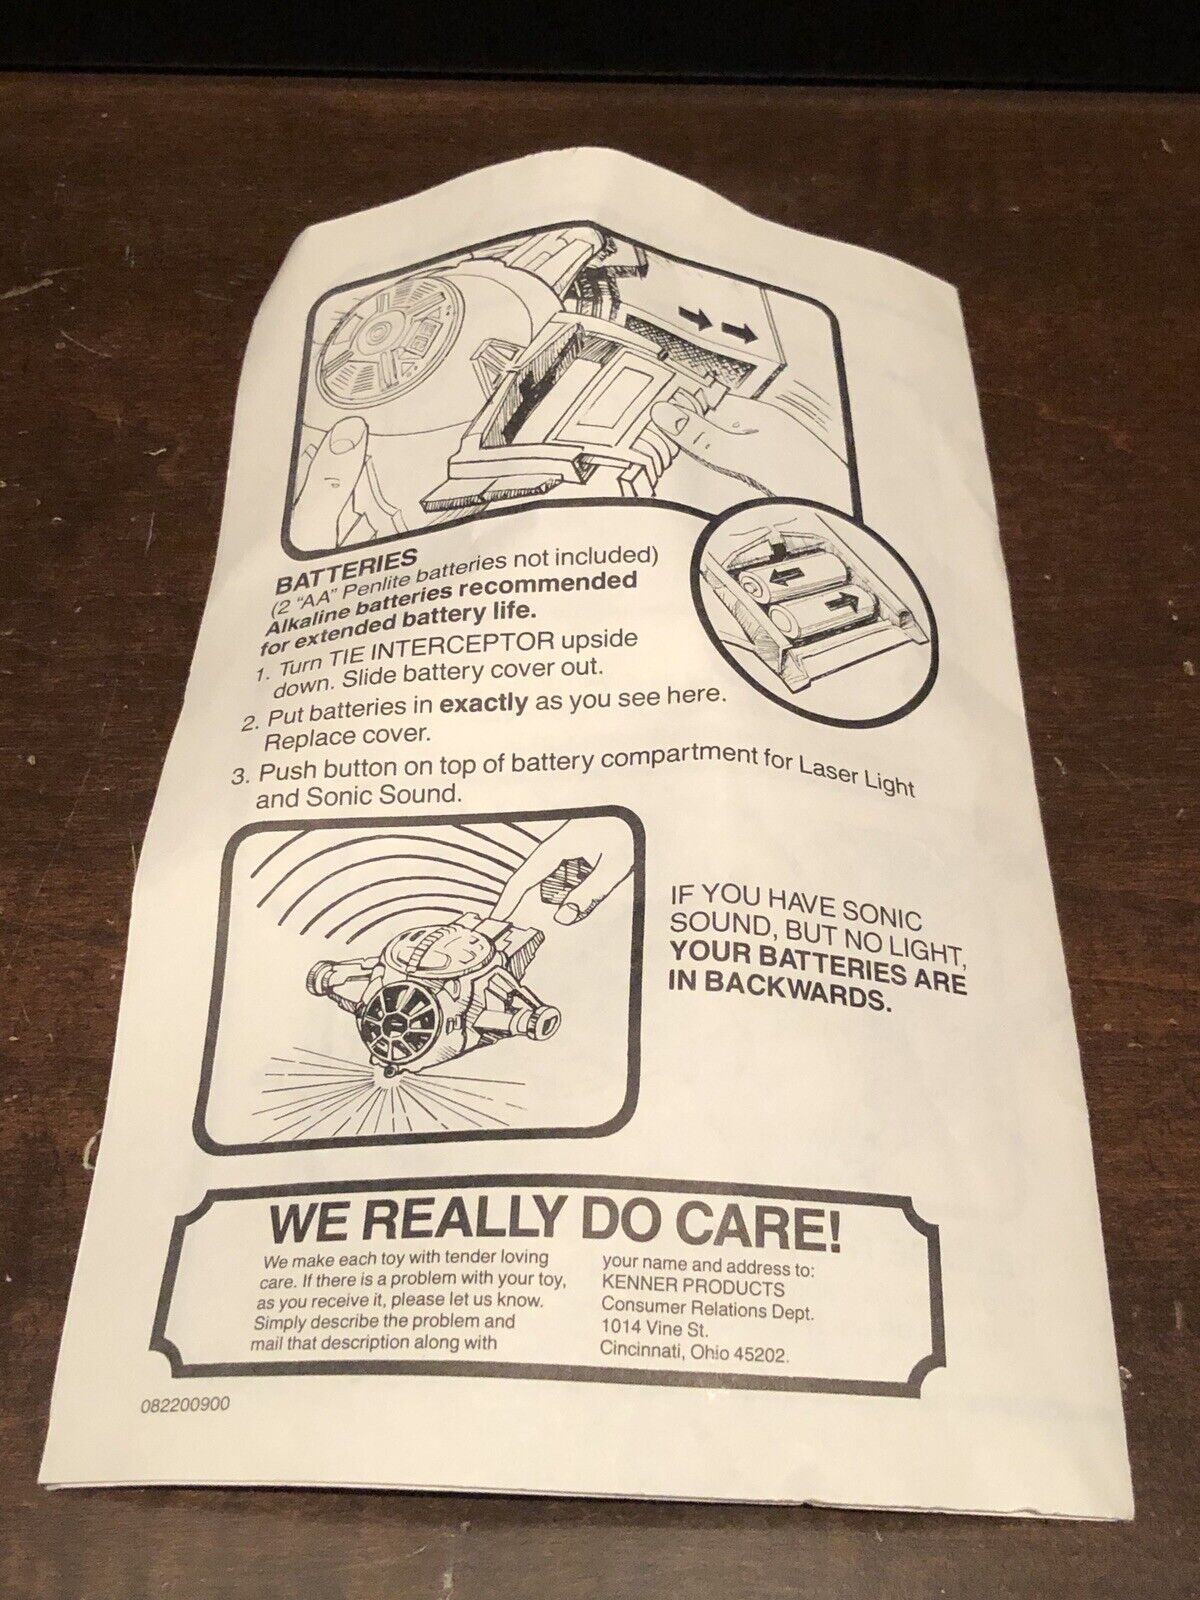 BATTERIES
(2 "AA" Penlite batteries not included)
Alkaline batteries recommended
for extended battery life.
1. Turn TIE INTERCEPTOR upside
down. Slide battery cover out.
2. Put batteries in exactly as you see here.
Replace cover.
3. Push button on top of battery compartment for Laser Light
and Sonic Sound.
IF YOU HAVE SONIC
SOUND, BUT NO LIGHT,
YOUR BATTERIES ARE
IN BACKWARDS.
WE REALLY DO CARE!
We make each toy with tender loving
care. If there is a problem with your toy,
as you receive it, please let us know.
Simply describe the problem and
mail that description along with
your name and address to:
KENNER PRODUCTS
Consumer Relations Dept.
1014 Vine St.
Cincinnati, Ohio 45202.
082200900